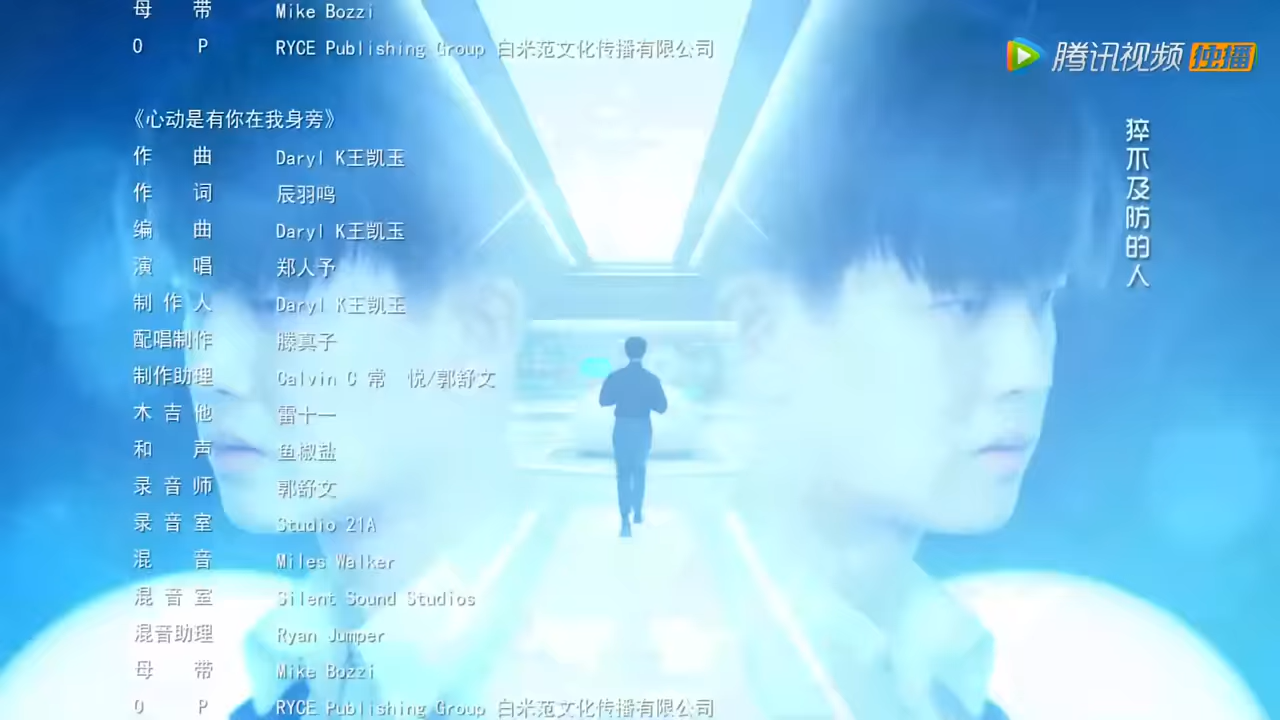 母 带 Mike Bozzi
O P RYCE Publishing Group 白米范文化传播有限公司
《心动是有你在我身旁》
作 曲 Daryl K王凯玉
作 词 辰羽鸣
编 曲 Daryl K王凯玉
演 唱 郑人予
制作人 Daryl K王凯玉
配唱制作 滕真子
制作助理 Calvin C 常 悦/郭舒文
木吉他 雷十一
和 声 鱼椒盐
录音师 郭舒文
录音室 Studio 21A
混 音 Miles Walker
混音室 Silent Sound Studios
混音助理 Ryan Jumper
母 带 Mike Bozzi
O P RYCE Publishing Group 白米范文化传播有限公司
腾讯视频 独播
猝不及防的人